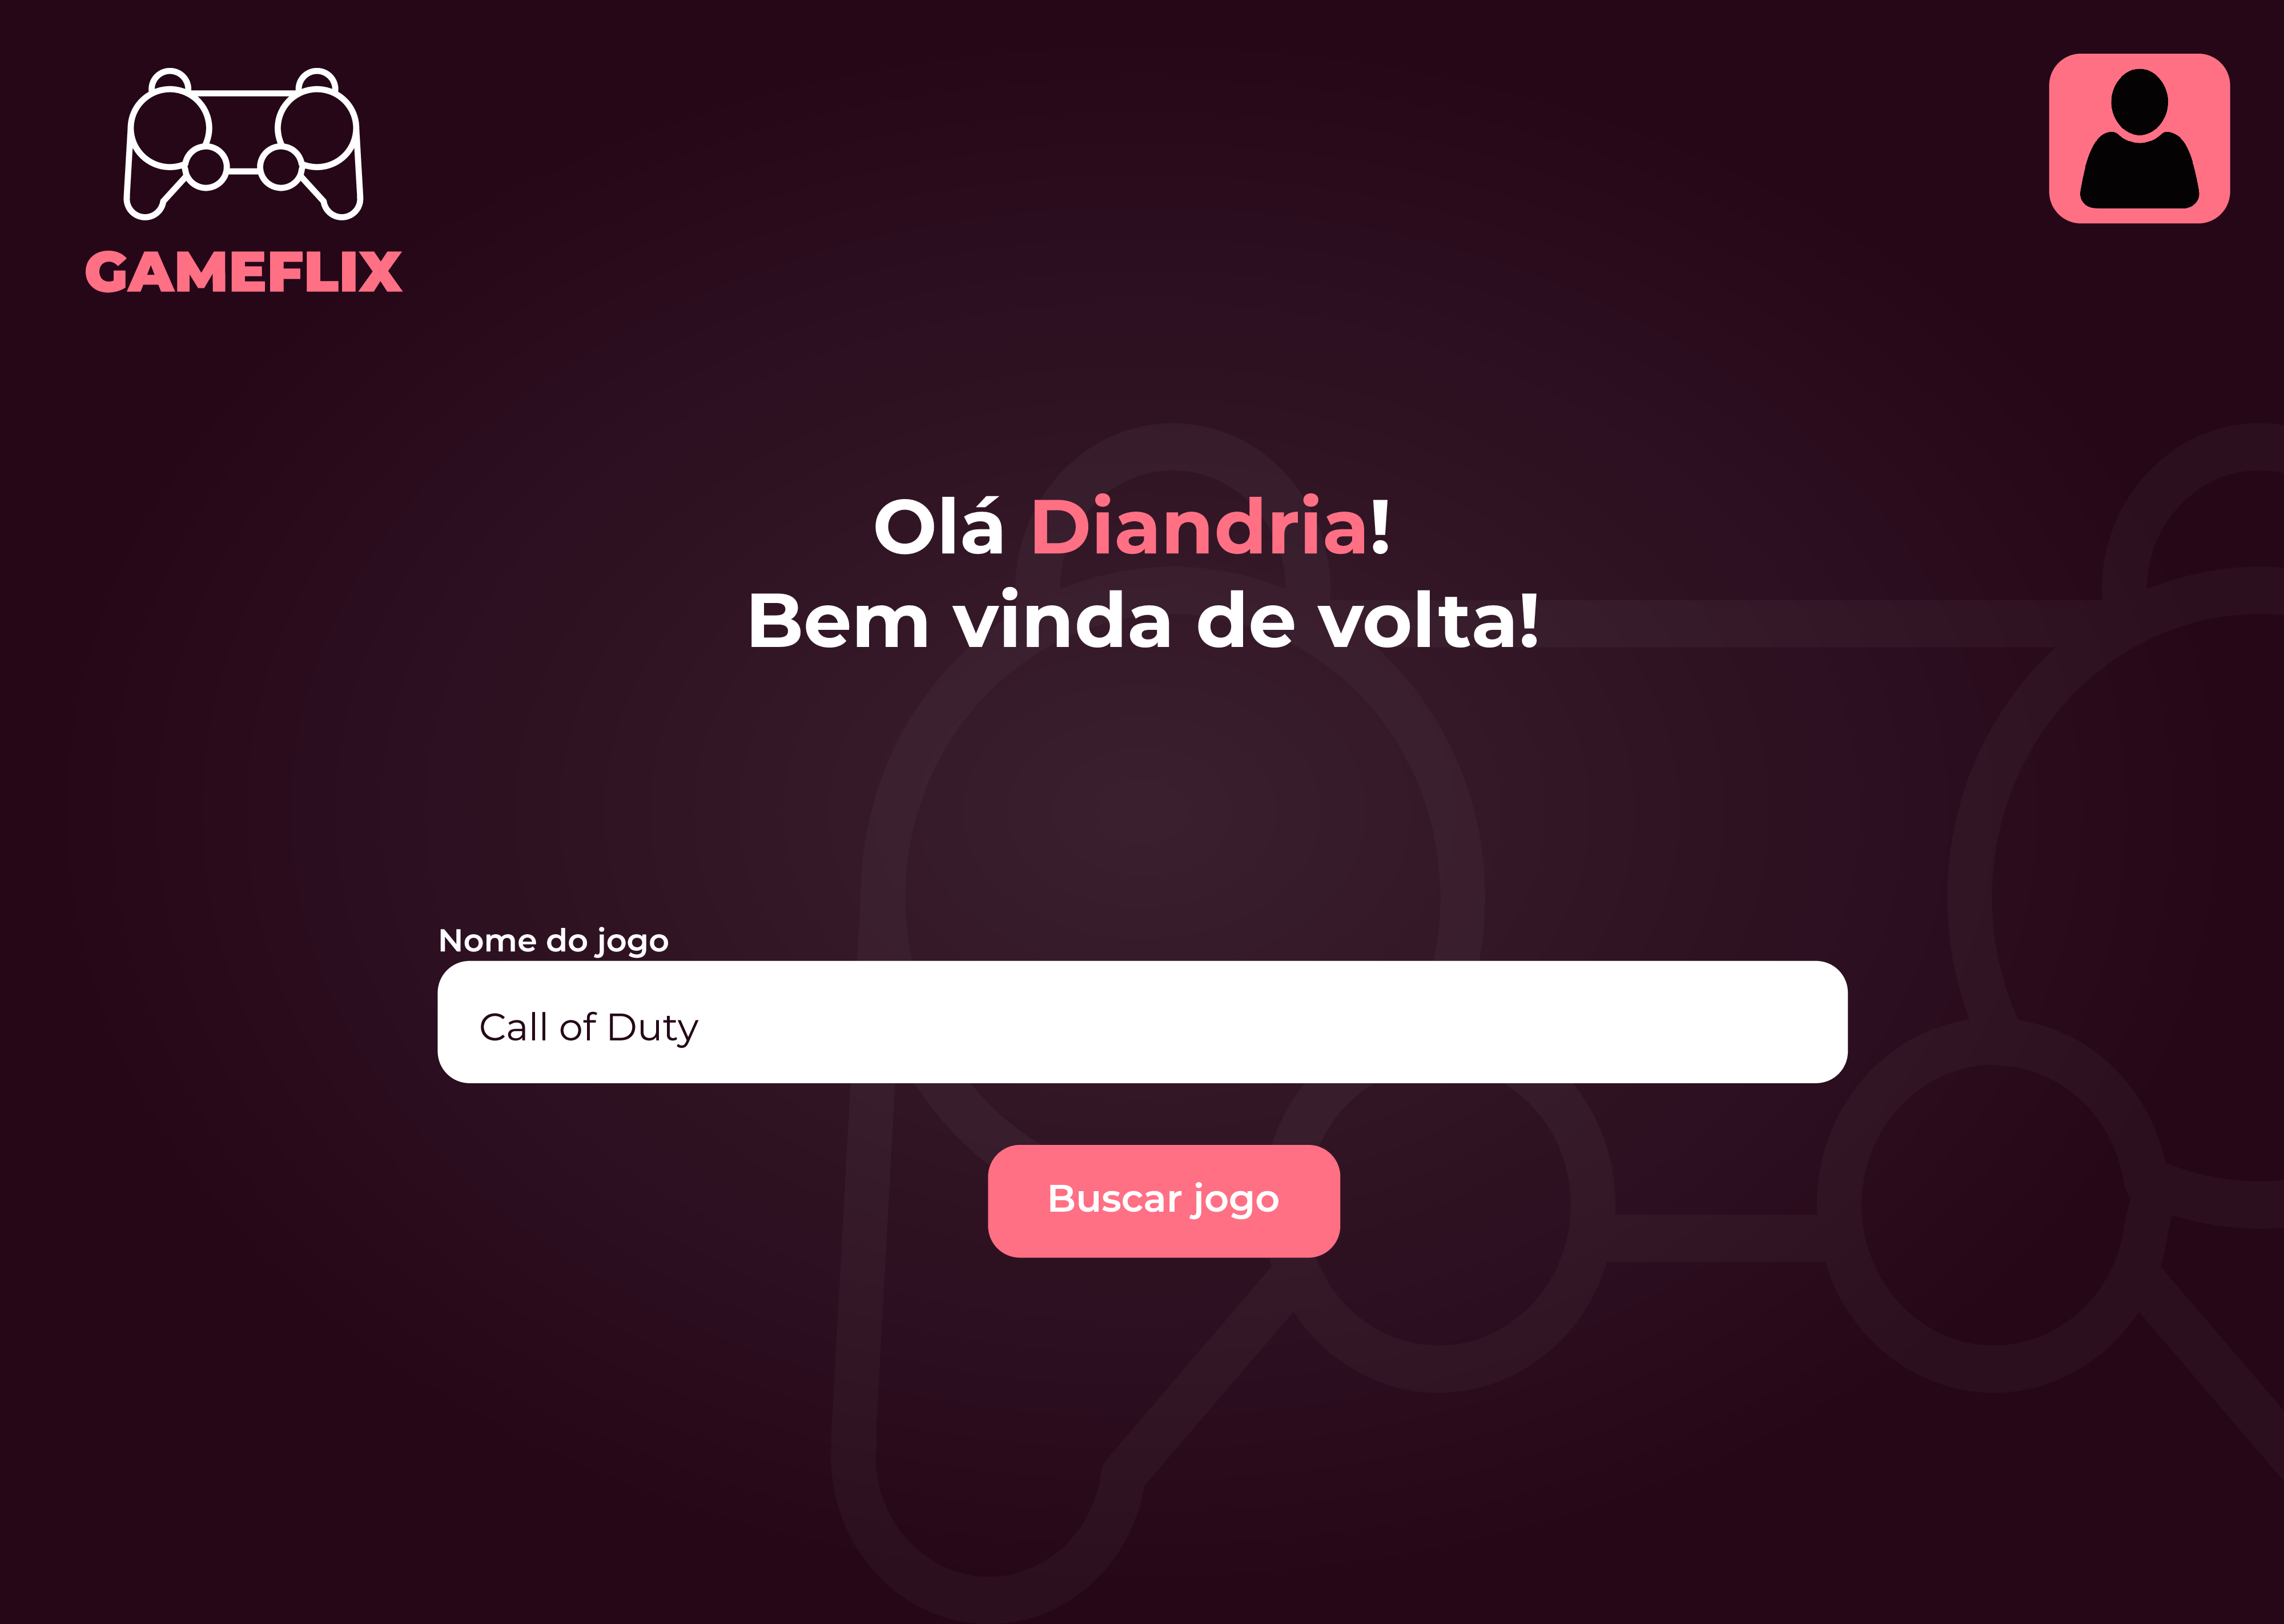 GAMEFLIX
Olá Diandria!
Bem vinda de volta!
Nome do jogo
Call of Duty
Buscar jogo